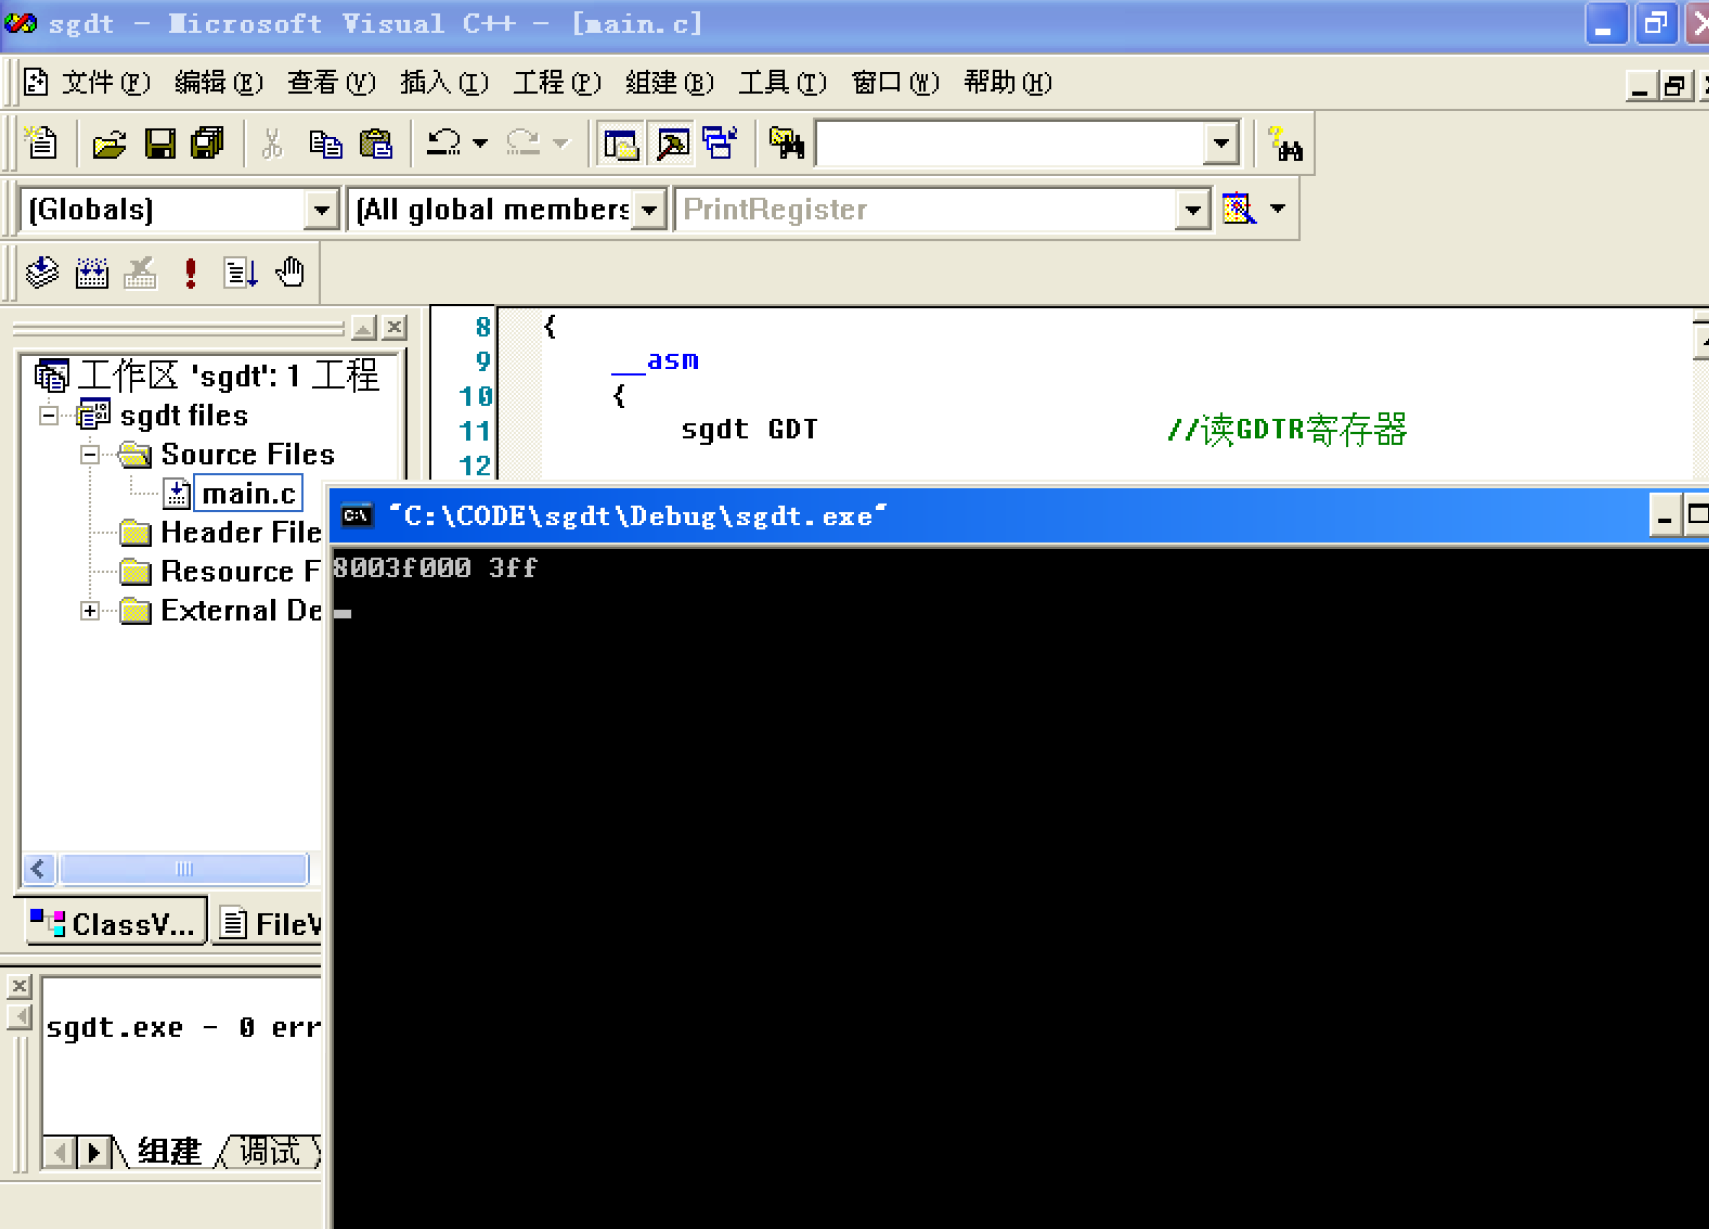 sgdt - Microsoft Visual C++ - [main.c]
文件(F) 编辑(E) 查看(V) 插入(I) 工程(P) 组建(B) 工具(T) 窗口(W) 帮助(H)
(Globals) (All global members PrintRegister
工作区 'sgdt': 1 工程
sgdt files
Source Files
main.c
Header File
Resource F
External De
ClassV... FileV
8 {
9 __asm
10 {
11 sgdt GDT //读GDTR寄存器
12
"C:\CODE\sgdt\Debug\sgdt.exe"
8003f000 3ff
sgdt.exe - 0 err
组建 调试